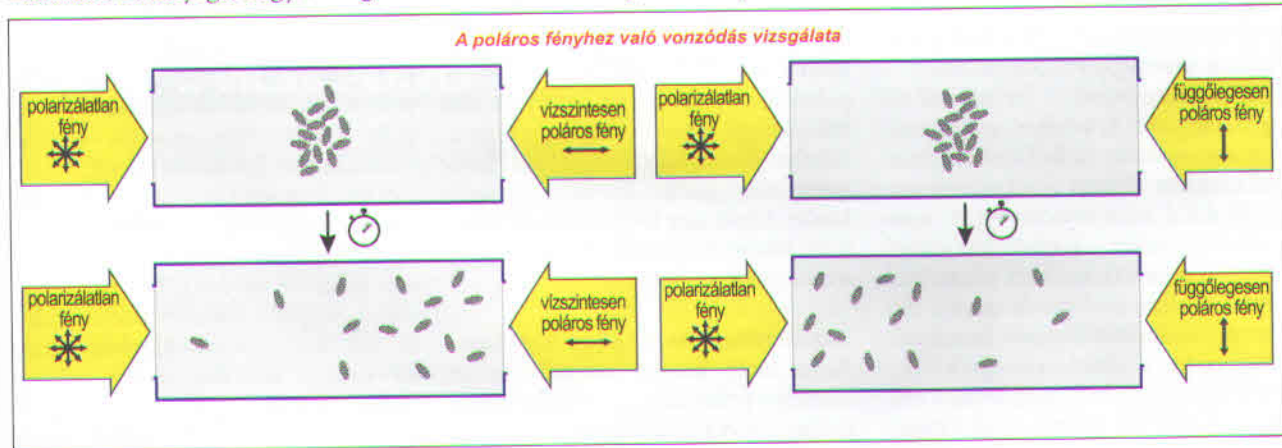 A poláros fényhez való vonzódás vizsgálata
polarizálatlan
fény
vízszintesen
poláros fény
polarizálatlan
fény
függőlegesen
poláros fény
polarizálatlan
fény
vízszintesen
poláros fény
polarizálatlan
fény
függőlegesen
poláros fény